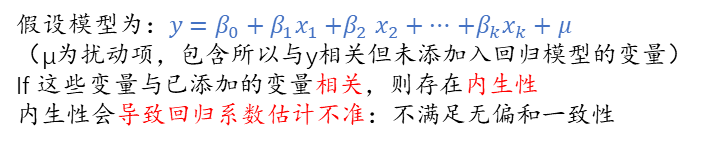 假设模型为：y = β₀ + β₁x₁ +β₂ x₂ + ⋯ +βₖxₖ + μ
（μ为扰动项，包含所以与y相关但未添加入回归模型的变量）
If 这些变量与已添加的变量相关，则存在内生性
内生性会导致回归系数估计不准：不满足无偏和一致性